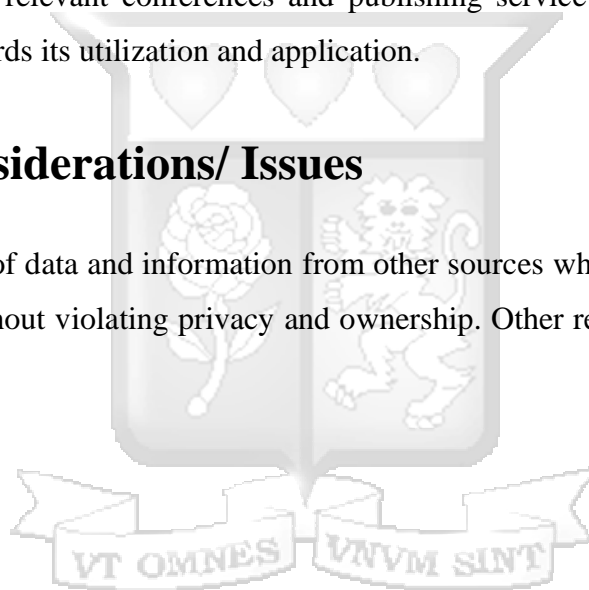 relevant conferences and publishing service
rds its utilization and application.
siderations/ Issues
of data and information from other sources wh
out violating privacy and ownership. Other re
VT OMNES VNVM SINT